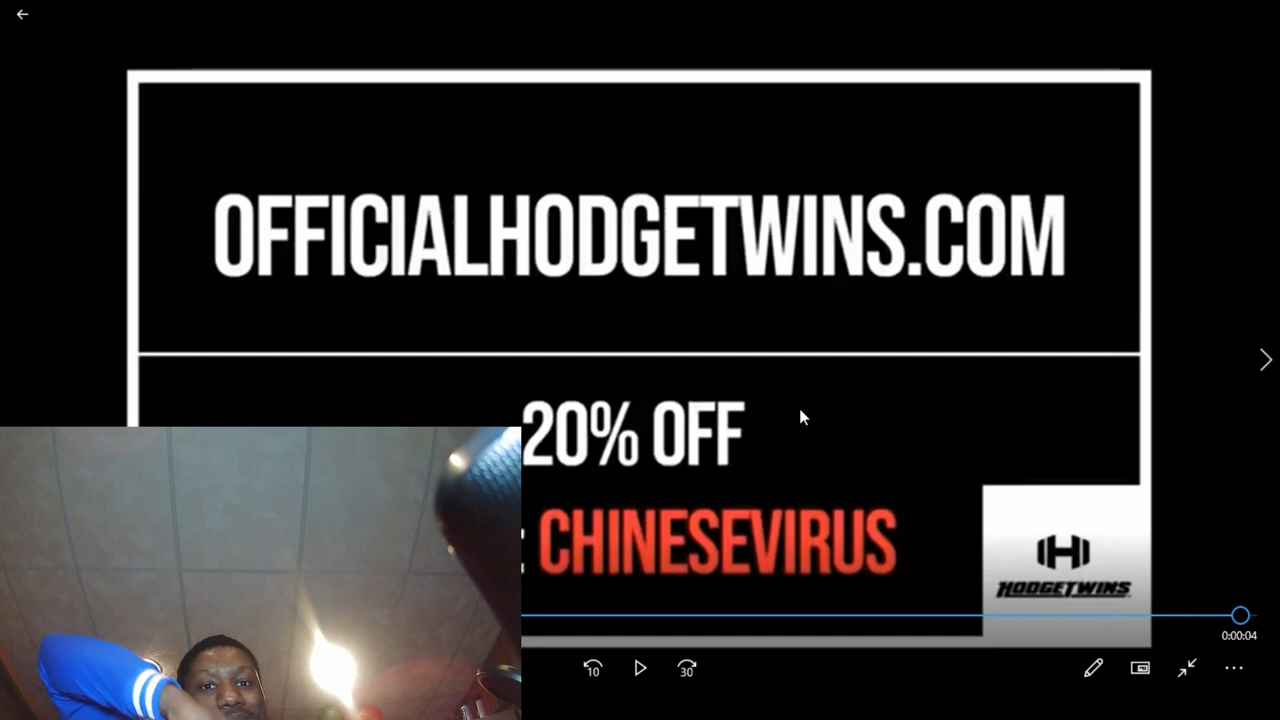 OFFICIALHODGETWINS.COM
20% OFF
: CHINESEVIRUS
HODGETWINS
0:00:04
10
30